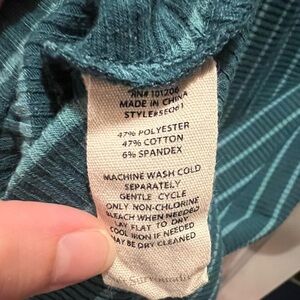 RN# 101206
MADE IN CHINA
47% POLYESTER
47% COTTON
6% SPANDEX
MACHINE WASH COLD
SEPARATELY
GENTLE CYCLE
ONLY NON-CHLORINE
BLEACH WHEN NEEDED
LAY FLAT TO DRY
COOL IRON IF NEEDED
MAY BE DRY CLEANED